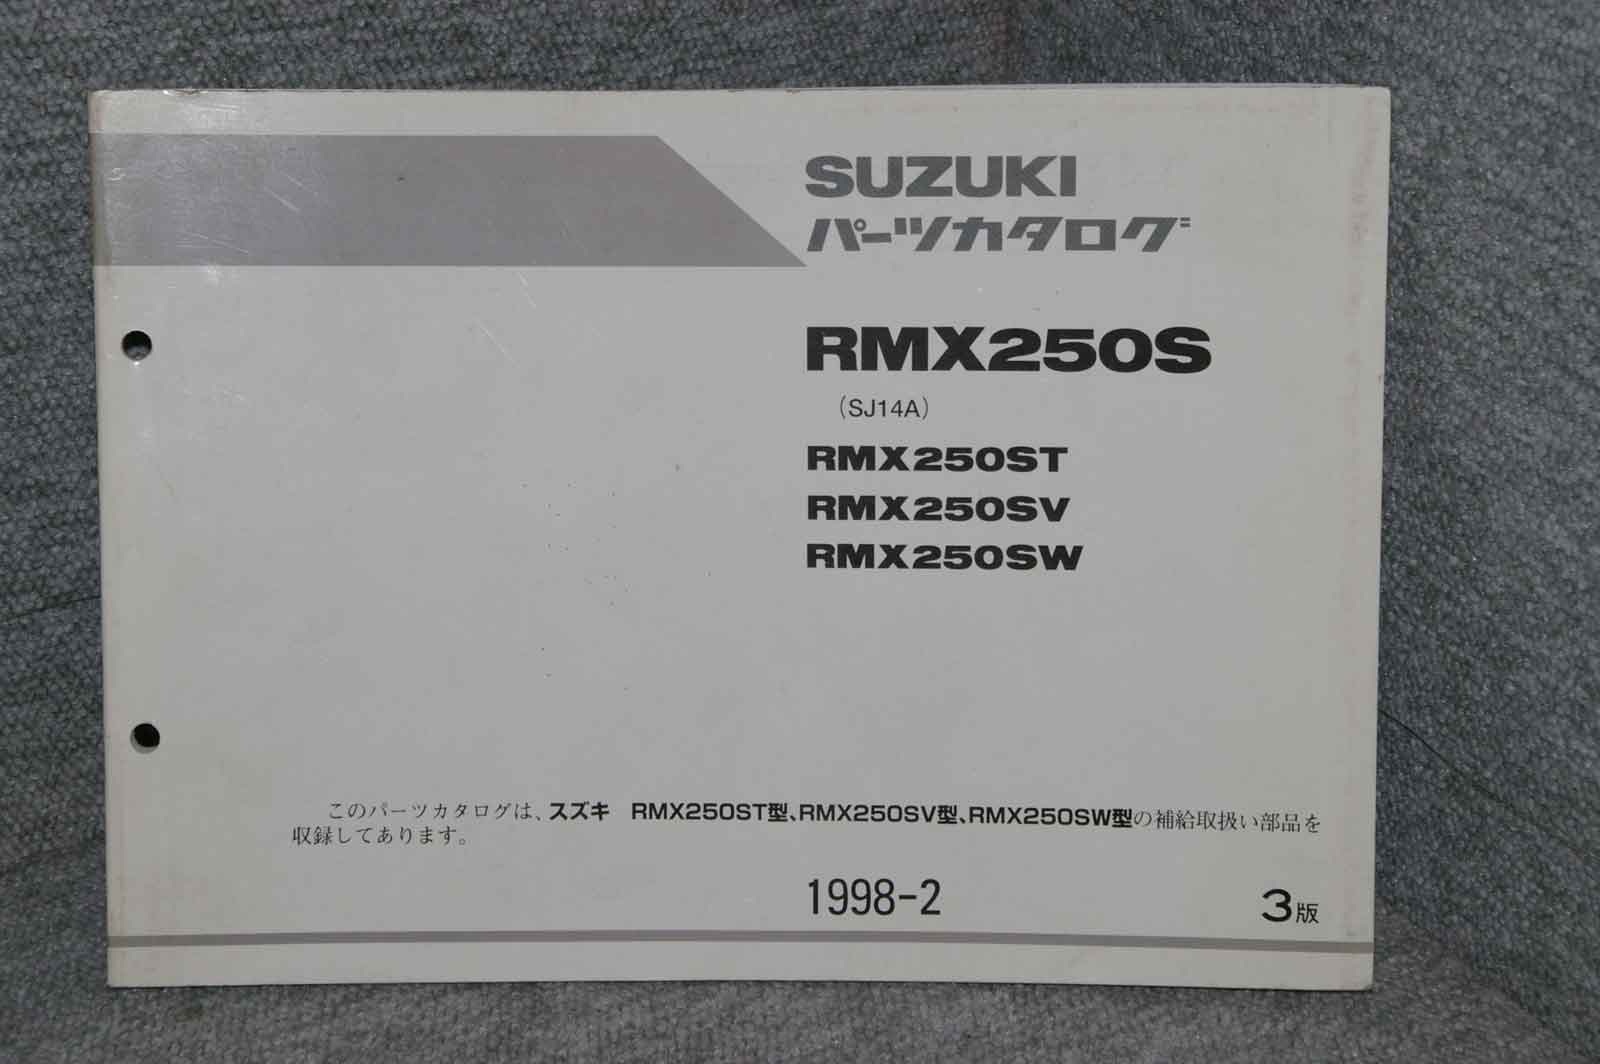 SUZUKI
パーツカタログ
RMX250S
(SJ14A)
RMX250ST
RMX250SV
RMX250SW
このパーツカタログは、スズキ RMX250ST型、RMX250SV型、RMX250SW型の補給取扱い部品を
収録してあります。
1998-2
3版